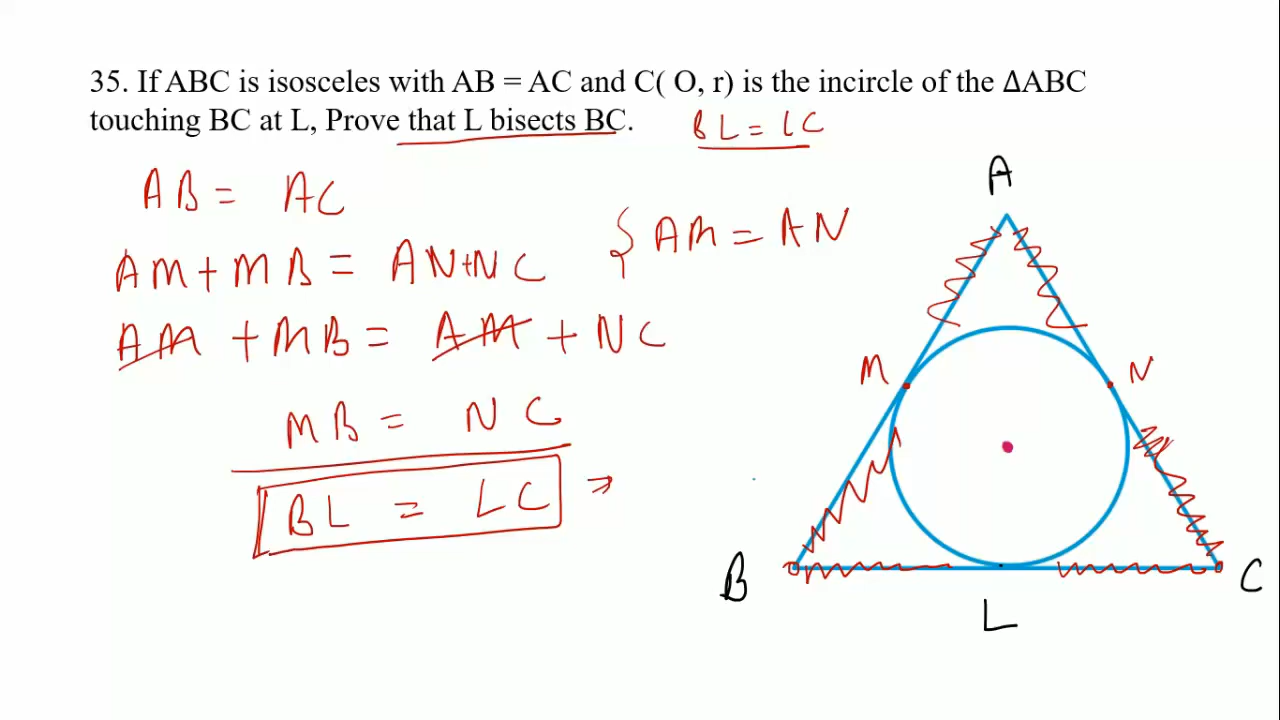 35. If ABC is isosceles with AB = AC and C( O, r) is the incircle of the ΔABC
touching BC at L, Prove that L bisects BC.
BL = LC
AB = AC
AM + MB = AN + NC
{ AM = AN
AM + MB = AM + NC
MB = NC
BL = LC ⇒
A
M
N
B
L
C